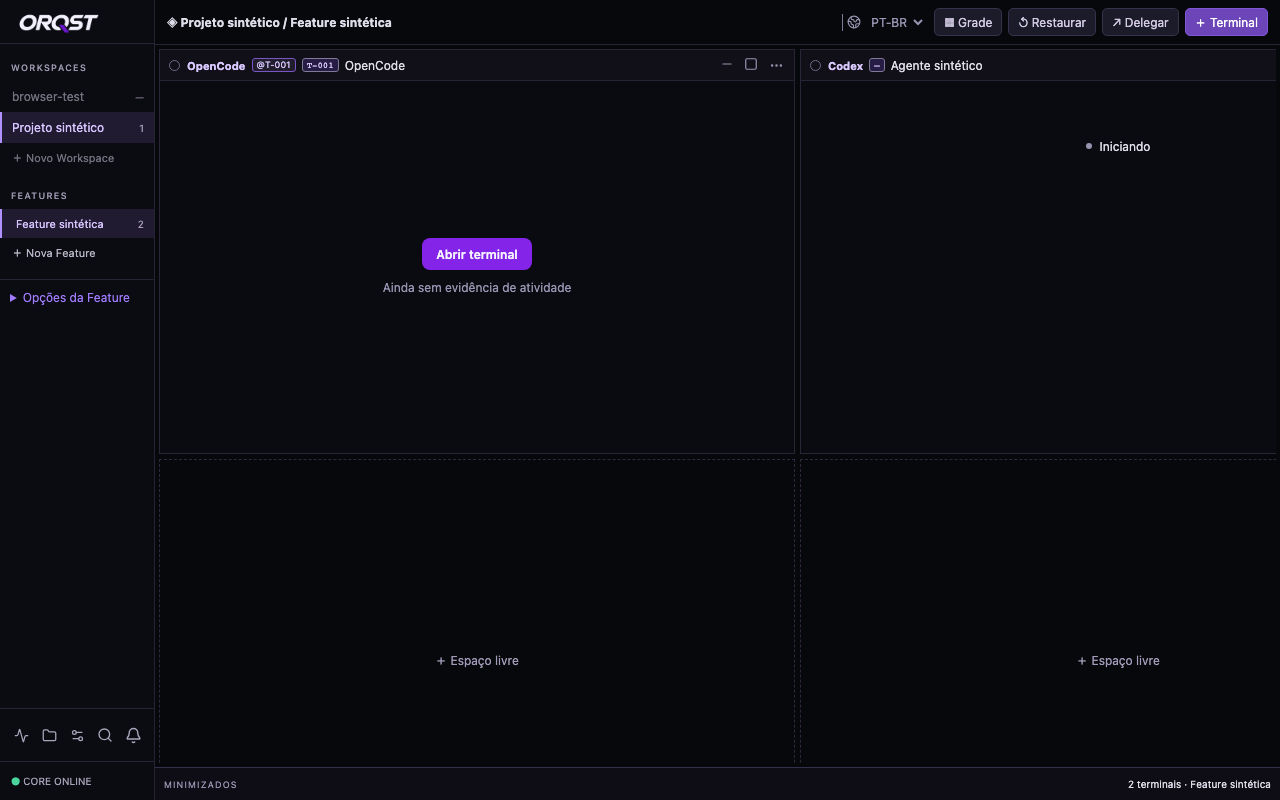 ORQST
◈ Projeto sintético / Feature sintética
PT-BR
Grade
Restaurar
Delegar
+ Terminal
WORKSPACES
browser-test —
Projeto sintético 1
+ Novo Workspace
FEATURES
Feature sintética 2
+ Nova Feature
Opções da Feature
OpenCode @T-001 T-001 OpenCode
Abrir terminal
Ainda sem evidência de atividade
Codex — Agente sintético
Iniciando
+ Espaço livre
+ Espaço livre
CORE ONLINE
MINIMIZADOS
2 terminais · Feature sintética